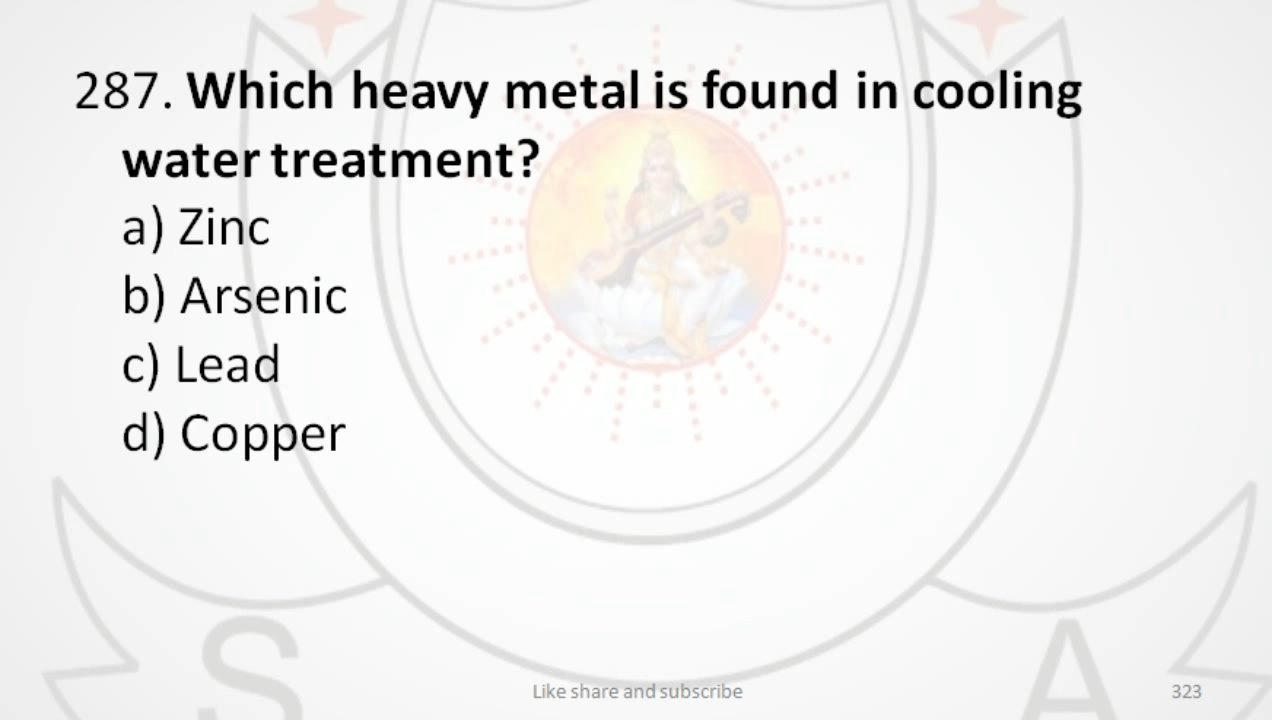 287. Which heavy metal is found in cooling
water treatment?
a) Zinc
b) Arsenic
c) Lead
d) Copper
S A
Like share and subscribe 323